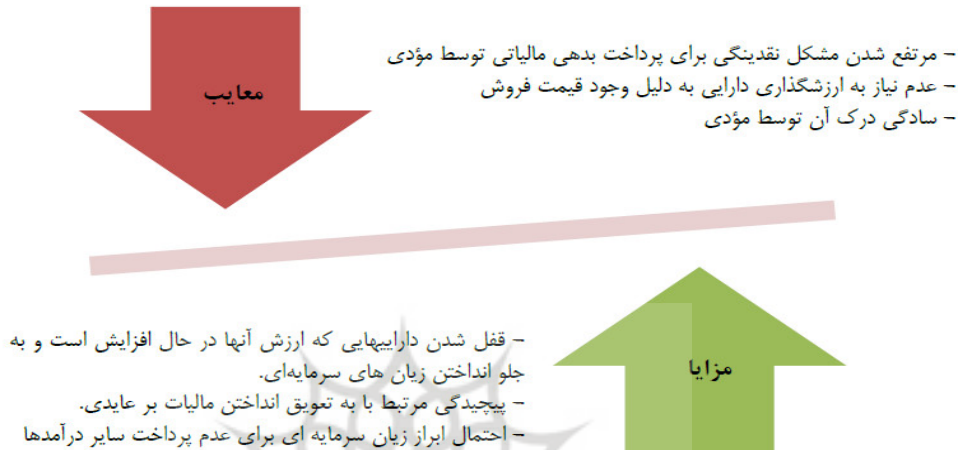 – مرتفع شدن مشکل نقدینگی برای پرداخت بدهی مالیاتی توسط مؤدی
– عدم نیاز به ارزشگذاری دارایی به دلیل وجود قیمت فروش
– سادگی درک آن توسط مؤدی
معایب
مزایا
– قفل شدن داراییهایی که ارزش آنها در حال افزایش است و به
جلو انداختن زیان های سرمایه‌ای.
– پیچیدگی مرتبط با به تعویق انداختن مالیات بر عایدی.
– احتمال ابراز زیان سرمایه ای برای عدم پرداخت سایر درآمدها